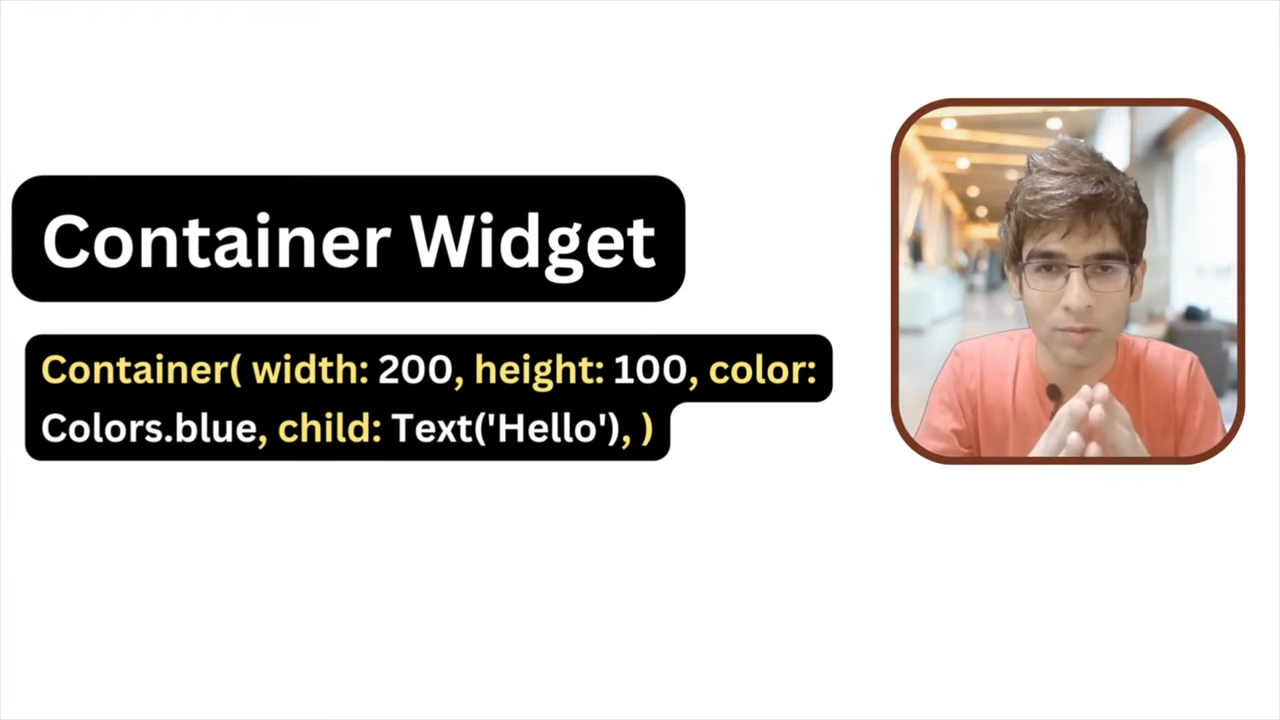 Container Widget
Container( width: 200, height: 100, color:
Colors.blue, child: Text('Hello'), )